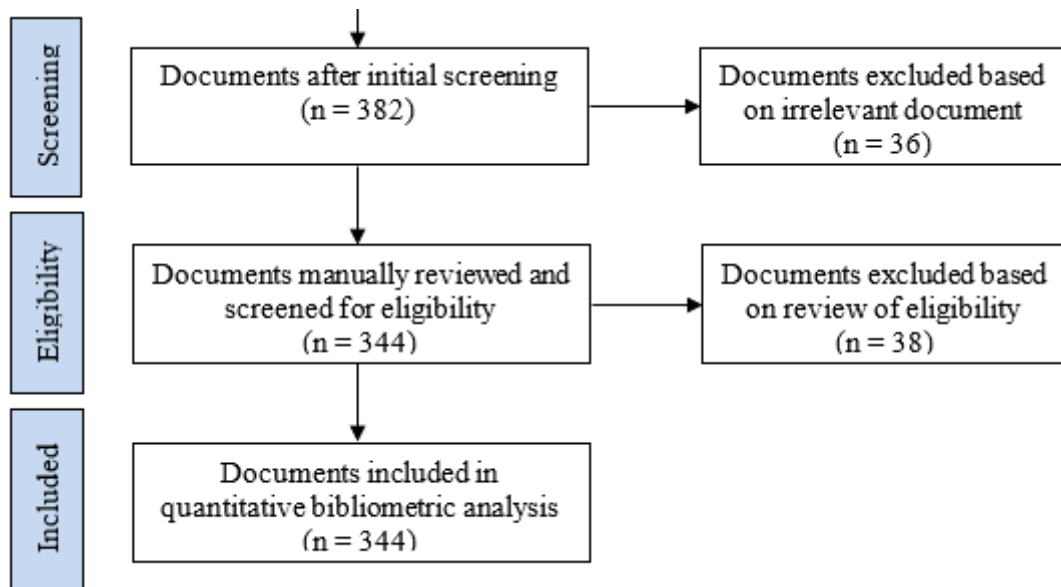 Screening
Documents after initial screening
(n = 382)
Documents excluded based
on irrelevant document
(n = 36)
Eligibility
Documents manually reviewed and
screened for eligibility
(n = 344)
Documents excluded based
on review of eligibility
(n = 38)
Included
Documents included in
quantitative bibliometric analysis
(n = 344)